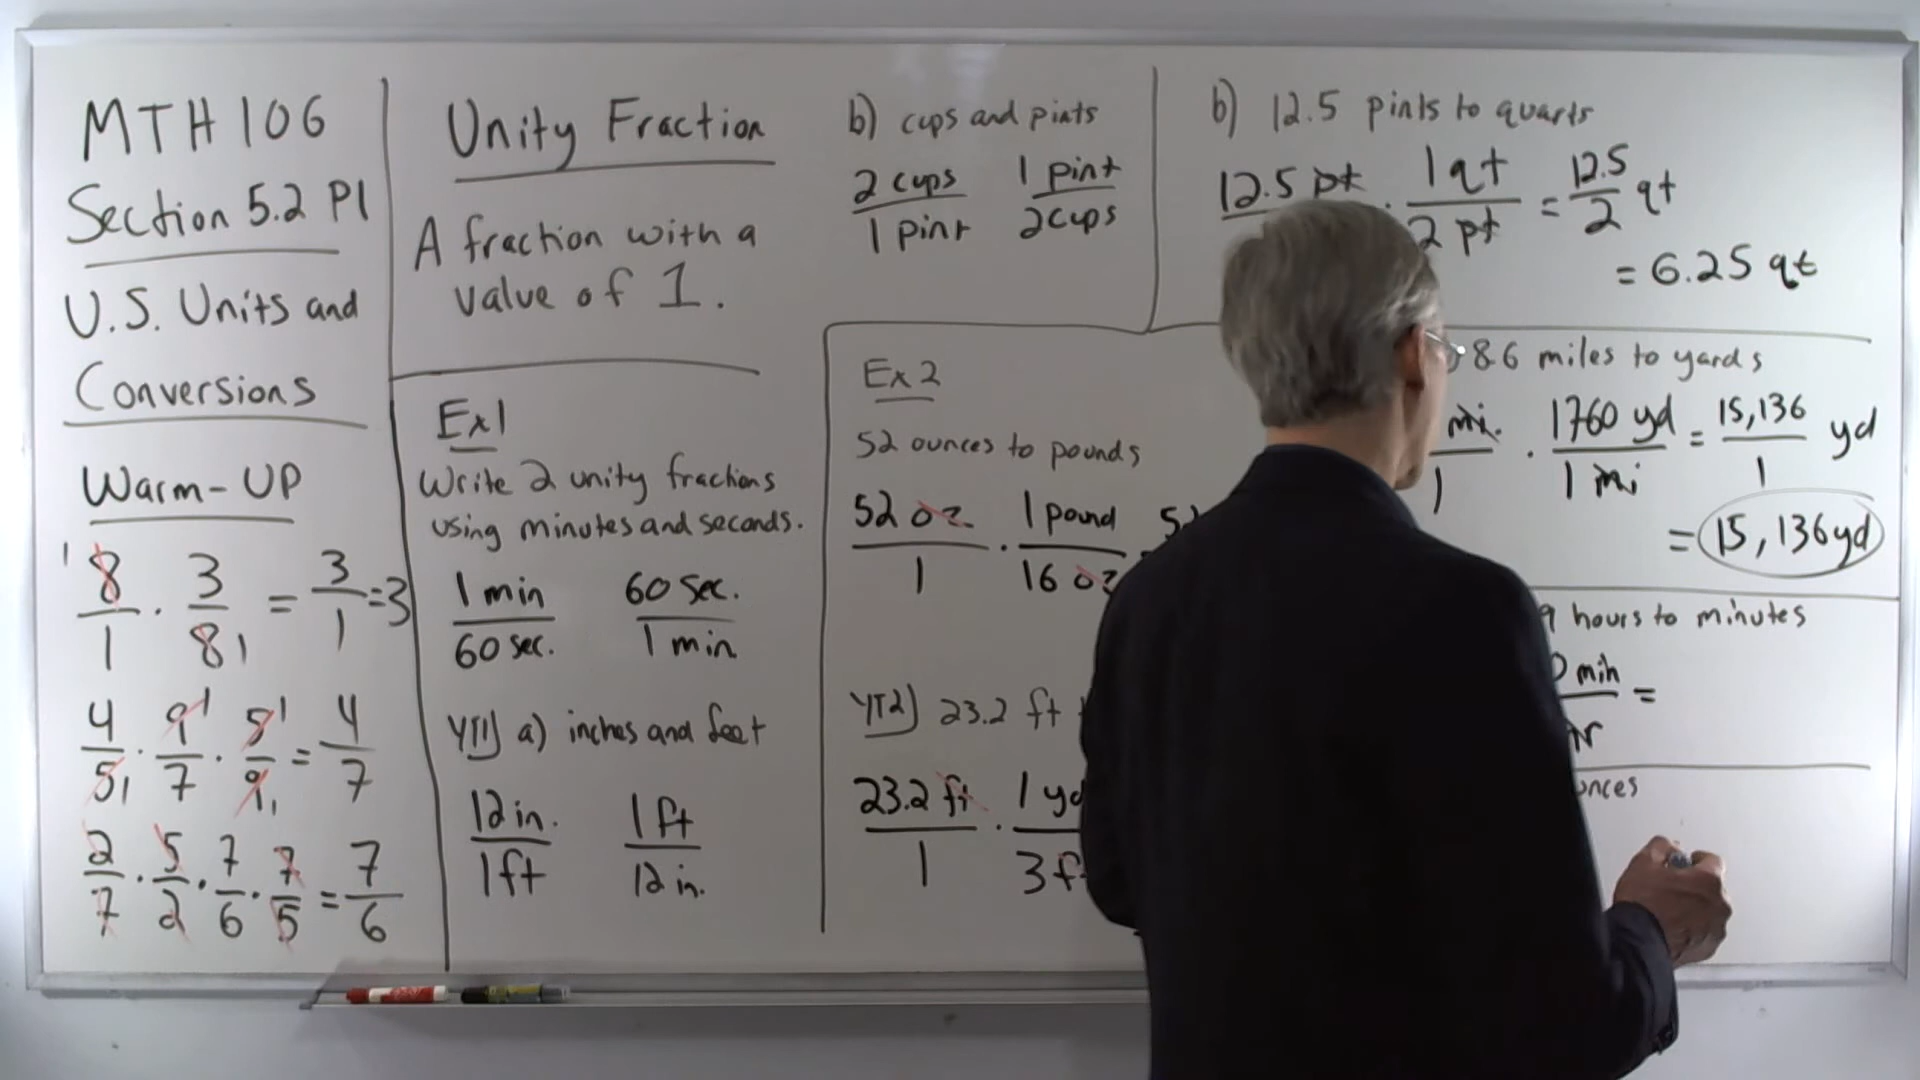 MTH 106
Section 5.2 P1
U.S. Units and
Conversions
Warm-UP
8/1 · 3/8 = 3/1 = 3
1 1
4/5 · 9/7 · 5/9 = 4/7
1 1 1 1
2/7 · 5/2 · 7/6 · 7/5 = 7/6
Unity Fraction
A fraction with a
value of 1.
Ex1
Write 2 unity fractions
using minutes and seconds.
1 min / 60 sec. 60 sec. / 1 min
YT1) a) inches and feet
12 in. / 1 ft 1 ft / 12 in.
b) cups and pints
2 cups / 1 pint 1 pint / 2 cups
Ex 2
52 ounces to pounds
52 oz / 1 · 1 pound / 16 oz
YT2) 23.2 ft
23.2 ft / 1 · 1 yd / 3 ft
b) 12.5 pints to quarts
12.5 pt · 1 qt / 2 pt = 12.5/2 qt
= 6.25 qt
8.6 miles to yards
mi. / 1 · 1760 yd / 1 mi = 15,136/1 yd
= 15,136 yd
9 hours to minutes
min / hr =